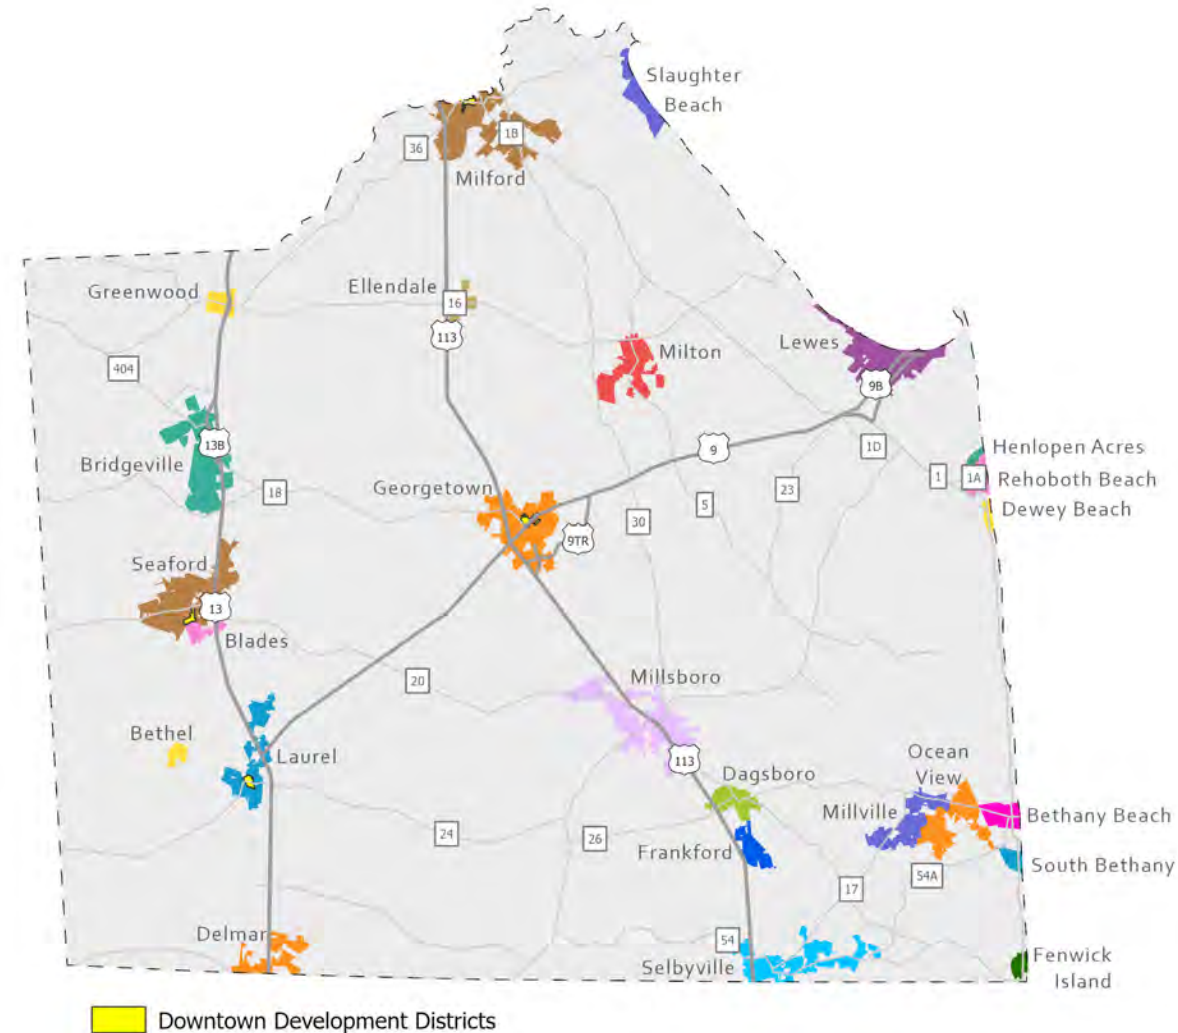 Slaughter
Beach
1B
36
Milford
Greenwood
Ellendale
16
113
Lewes
Milton
404
9B
13B
9
1D
Henlopen Acres
Bridgeville
Georgetown
1
1A
Rehoboth Beach
18
23
5
Dewey Beach
30
9TR
Seaford
13
Blades
20
Millsboro
Bethel
Laurel
113
Ocean
View
Dagsboro
Millville
Bethany Beach
24
26
Frankford
South Bethany
54A
17
Delmar
54
Selbyville
Fenwick
Island
Downtown Development Districts